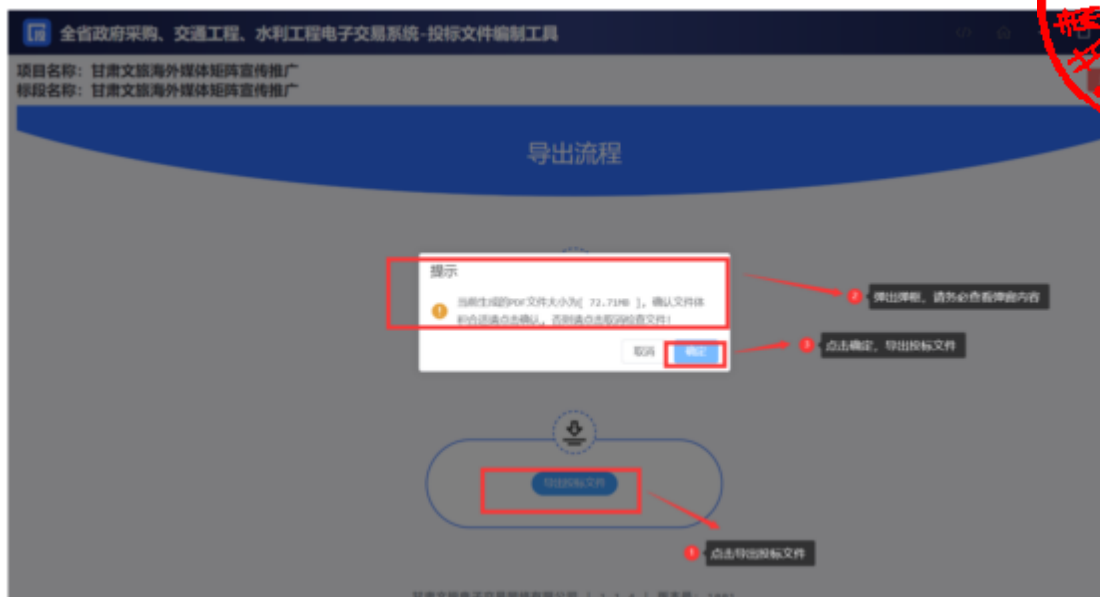 投 全省政府采购、交通工程、水利工程电子交易系统-投标文件编制工具
项目名称：甘肃文旅海外媒体矩阵宣传推广
标段名称：甘肃文旅海外媒体矩阵宣传推广
导出流程
提示
当前生成的PDF文件大小为[ 72.71MB ]，确认文件体
积合适请点击确认，否则请点击取消检查文件!
取消 确定
2 弹出弹框，请务必查看弹窗内容
3 点击确定，导出投标文件
导出投标文件
1 点击导出投标文件